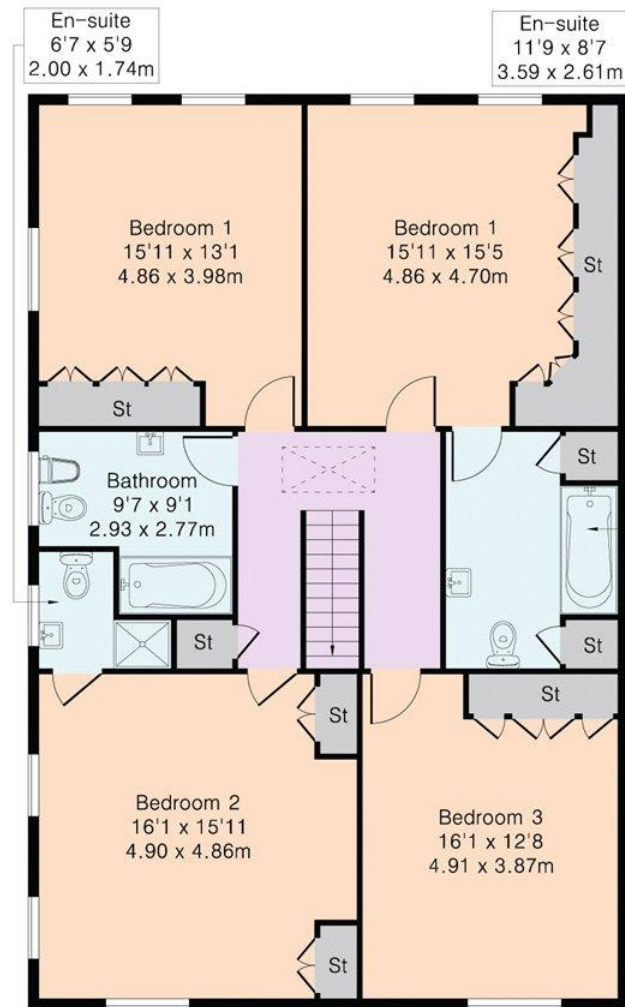 En-suite
6'7 x 5'9
2.00 x 1.74m
En-suite
11'9 x 8'7
3.59 x 2.61m
Bedroom 1
15'11 x 13'1
4.86 x 3.98m
Bedroom 1
15'11 x 15'5
4.86 x 4.70m
St
St
Bathroom
9'7 x 9'1
2.93 x 2.77m
St
St
St
St
St
Bedroom 2
16'1 x 15'11
4.90 x 4.86m
Bedroom 3
16'1 x 12'8
4.91 x 3.87m
St